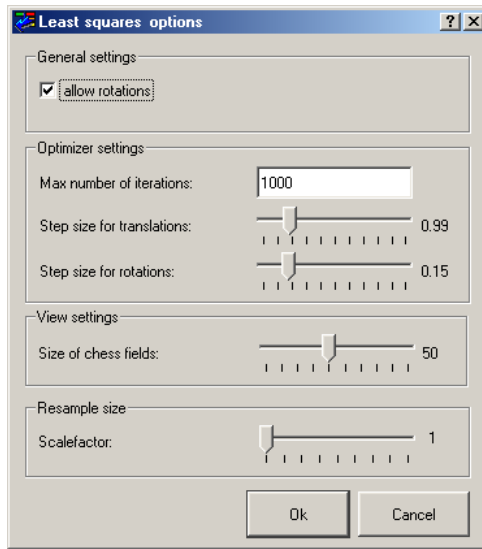 Least squares options
General settings
allow rotations
Optimizer settings
Max number of iterations: 1000
Step size for translations: 0.99
Step size for rotations: 0.15
View settings
Size of chess fields: 50
Resample size
Scalefactor: 1
Ok Cancel